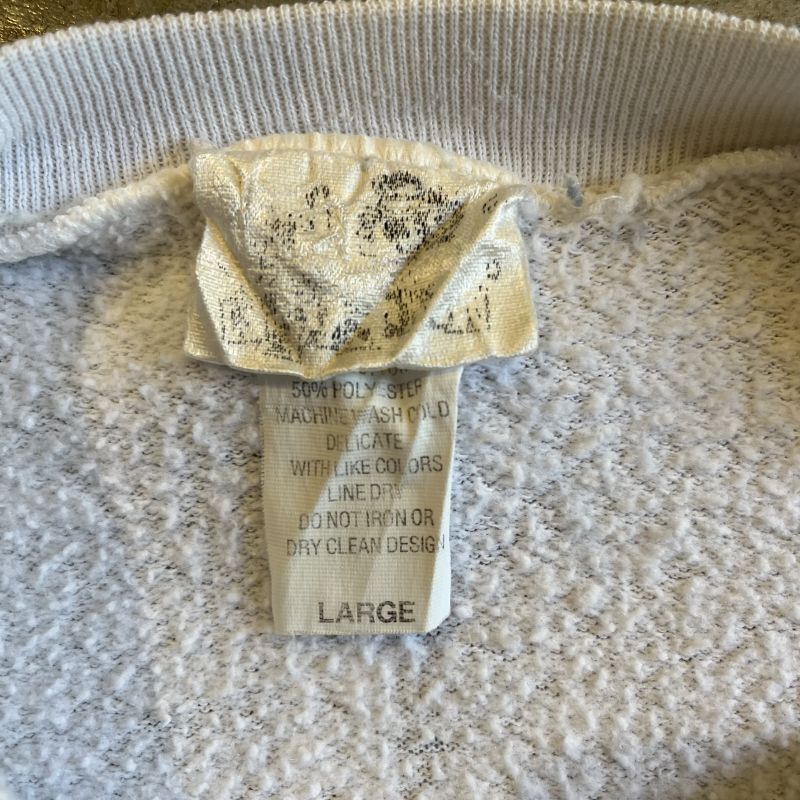 50% POLYESTER
MACHINE WASH COLD
DELICATE
WITH LIKE COLORS
LINE DRY
DO NOT IRON OR
DRY CLEAN DESIGN
LARGE